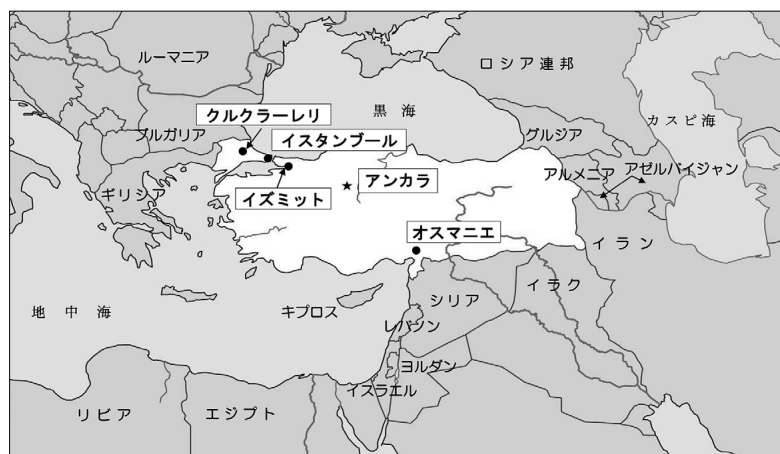 ルーマニア
ロシア連邦
クルクラーレリ
黒海
カスピ海
ブルガリア
イスタンブール
グルジア
アルメニア
アゼルバイジャン
ギリシア
イズミット
アンカラ
オスマニエ
イラン
地中海
キプロス
シリア
イラク
レバノン
ヨルダン
イスラエル
リビア
エジプト